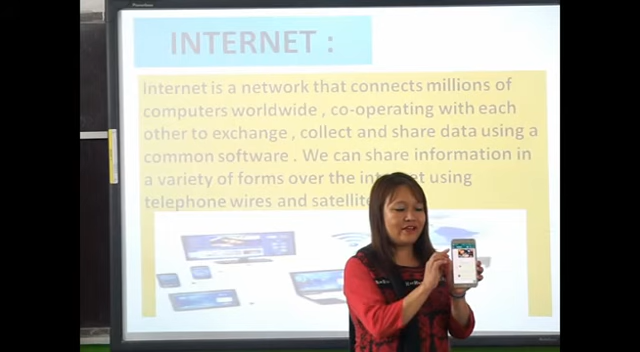 INTERNET :
Internet is a network that connects millions of
computers worldwide , co-operating with each
other to exchange , collect and share data using a
common software . We can share information in
a variety of forms over the internet using
telephone wires and satellite